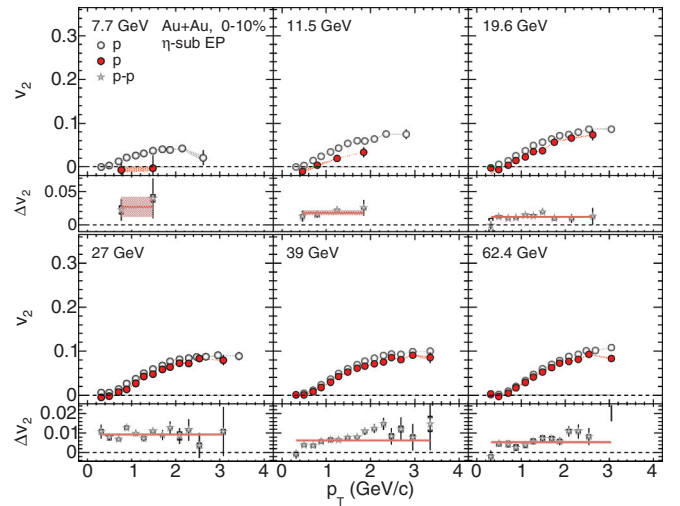 7.7 GeV Au+Au, 0-10%
η-sub EP
p
p
p-p
11.5 GeV
19.6 GeV
v2
0.3
0.2
0.1
0
Δv2
0.05
0
27 GeV
39 GeV
62.4 GeV
v2
0.3
0.2
0.1
0
Δv2
0.02
0.01
0
0 1 2 3 4 0 1 2 3 4 0 1 2 3 4
pT (GeV/c)